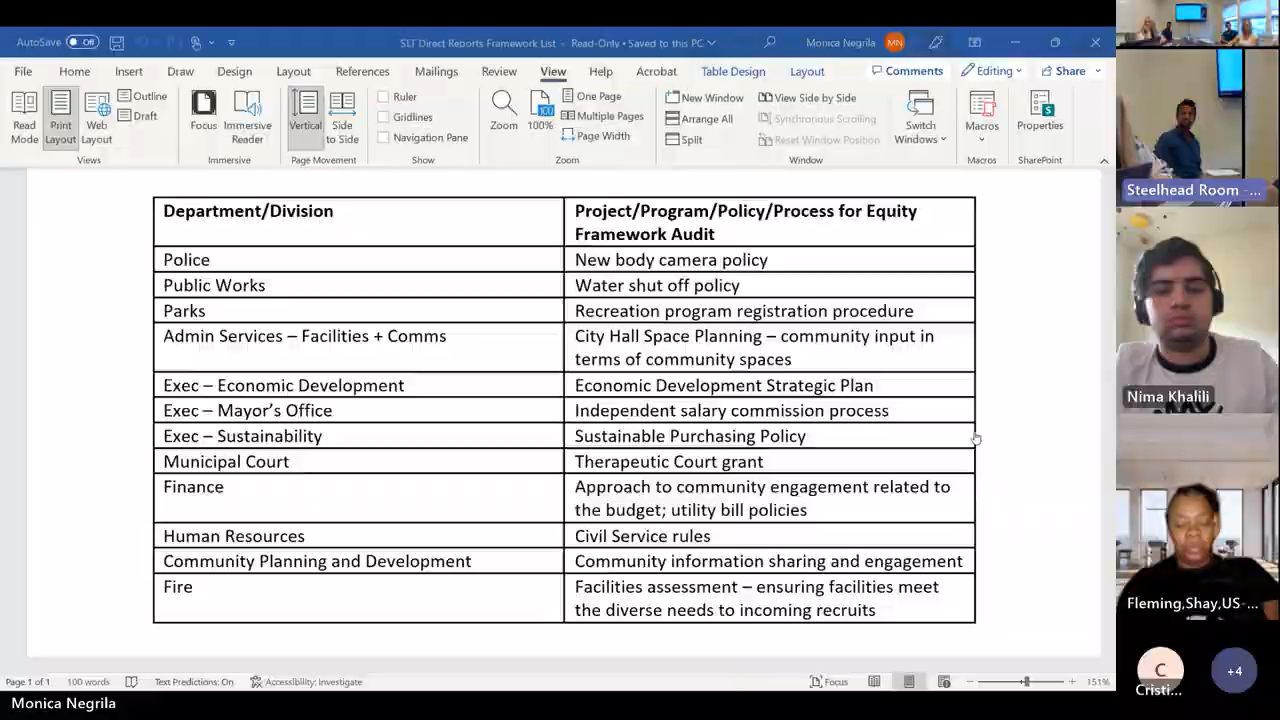 AutoSave Off
SLT Direct Reports Framework List - Read-Only • Saved to this PC
Monica Negrila MN
File Home Insert Draw Design Layout References Mailings Review View Help Acrobat Table Design Layout Comments Editing Share
Read Mode
Print Layout
Web Layout
Outline
Draft
Views
Focus
Immersive Reader
Immersive
Vertical
Side to Side
Page Movement
Ruler
Gridlines
Navigation Pane
Show
Zoom
100
100%
One Page
Multiple Pages
Page Width
Zoom
New Window
Arrange All
Split
View Side by Side
Synchronous Scrolling
Reset Window Position
Switch Windows
Window
Macros
Macros
Properties
SharePoint
Department/Division
Project/Program/Policy/Process for Equity
Framework Audit
Police
New body camera policy
Public Works
Water shut off policy
Parks
Recreation program registration procedure
Admin Services – Facilities + Comms
City Hall Space Planning – community input in
terms of community spaces
Exec – Economic Development
Economic Development Strategic Plan
Exec – Mayor’s Office
Independent salary commission process
Exec – Sustainability
Sustainable Purchasing Policy
Municipal Court
Therapeutic Court grant
Finance
Approach to community engagement related to
the budget; utility bill policies
Human Resources
Civil Service rules
Community Planning and Development
Community information sharing and engagement
Fire
Facilities assessment – ensuring facilities meet
the diverse needs to incoming recruits
Page 1 of 1 100 words Text Predictions: On Accessibility: Investigate Focus 151%
Monica Negrila
Steelhead Room -...
Nima Khalili
Fleming,Shay,US-...
C
Cristi...
+4